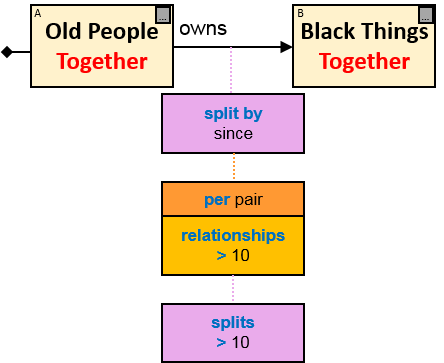 A
...
Old People
Together
owns
B
...
Black Things
Together
split by
since
per pair
relationships
> 10
splits
> 10